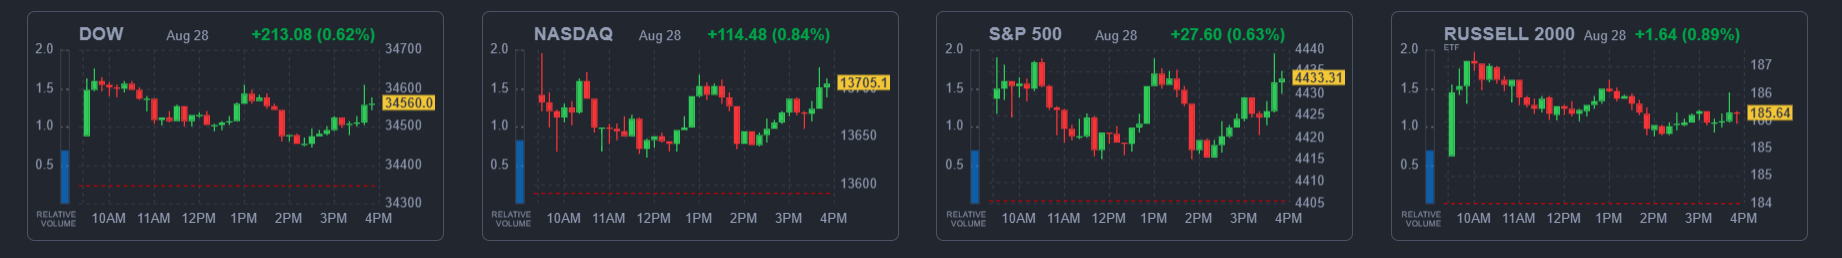 DOW Aug 28 +213.08 (0.62%)
2.0 34700
1.5 34600
34560.0
1.0 34500
0.5 34400
34300
RELATIVE
VOLUME
10AM 11AM 12PM 1PM 2PM 3PM 4PM
NASDAQ Aug 28 +114.48 (0.84%)
2.0
1.5 13705.1
1.0 13650
0.5
13600
RELATIVE
VOLUME
10AM 11AM 12PM 1PM 2PM 3PM 4PM
S&P 500 Aug 28 +27.60 (0.63%)
2.0 4440
4435
4433.31
1.5 4430
4425
1.0 4420
0.5 4415
4410
4405
RELATIVE
VOLUME
10AM 11AM 12PM 1PM 2PM 3PM 4PM
RUSSELL 2000 Aug 28 +1.64 (0.89%)
ETF
2.0
187
1.5 186
185.64
1.0
185
0.5
185
184
RELATIVE
VOLUME
10AM 11AM 12PM 1PM 2PM 3PM 4PM